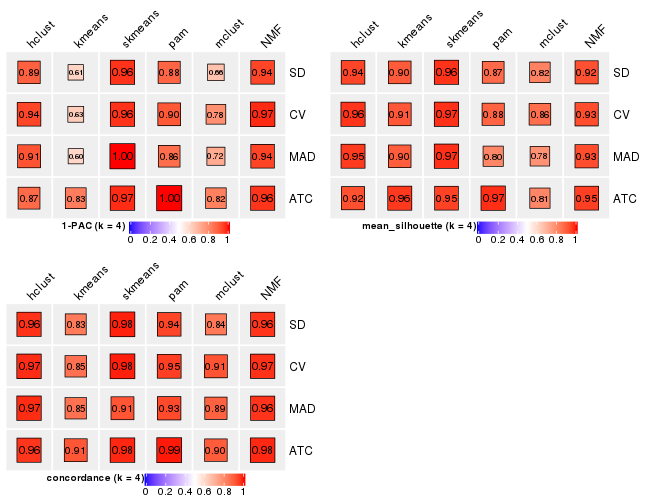 hclust kmeans skmeans pam mclust NMF
0.89 0.61 0.96 0.88 0.66 0.94 SD
0.94 0.63 0.96 0.90 0.78 0.97 CV
0.91 0.60 1.00 0.86 0.72 0.94 MAD
0.87 0.83 0.97 1.00 0.82 0.96 ATC
1-PAC (k = 4)
0 0.2 0.4 0.6 0.8 1
hclust kmeans skmeans pam mclust NMF
0.94 0.90 0.96 0.87 0.82 0.92 SD
0.96 0.91 0.97 0.88 0.86 0.93 CV
0.95 0.90 0.97 0.80 0.78 0.93 MAD
0.92 0.96 0.95 0.97 0.81 0.95 ATC
mean_silhouette (k = 4)
0 0.2 0.4 0.6 0.8 1
hclust kmeans skmeans pam mclust NMF
0.96 0.83 0.98 0.94 0.84 0.96 SD
0.97 0.85 0.98 0.95 0.91 0.97 CV
0.97 0.85 0.91 0.93 0.89 0.96 MAD
0.96 0.91 0.98 0.99 0.90 0.98 ATC
concordance (k = 4)
0 0.2 0.4 0.6 0.8 1